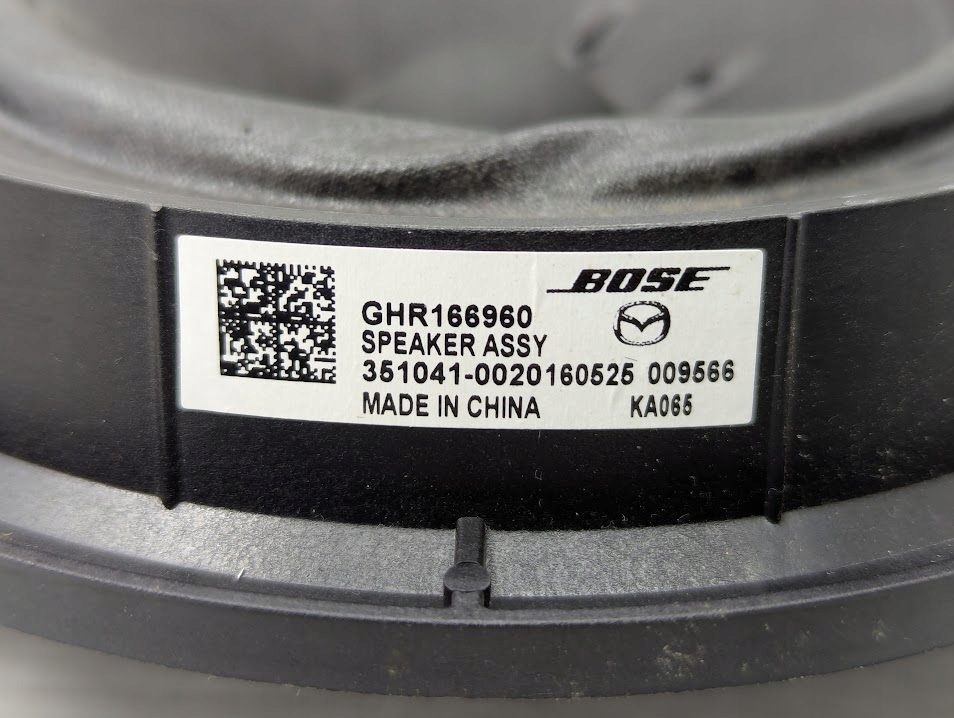 BOSE
GHR166960
SPEAKER ASSY
351041-0020160525 009566
MADE IN CHINA KA065